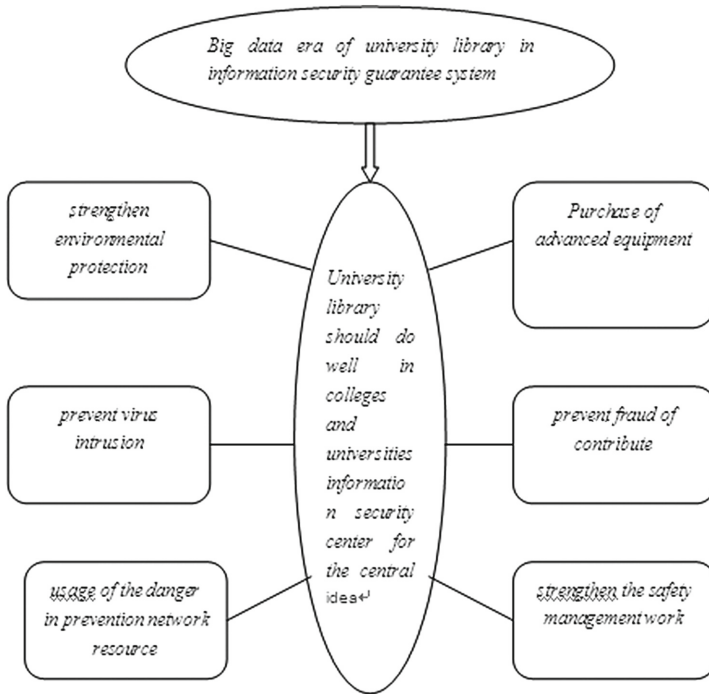 Big data era of university library in
information security guarantee system
strengthen
environmental
protection
Purchase of
advanced equipment
University
library
should do
well in
colleges
and
universities
informatio
n security
center for
the central
idea↵
prevent virus
intrusion
prevent fraud of
contribute
usage of the danger
in prevention network
resource
strengthen the safety
management work